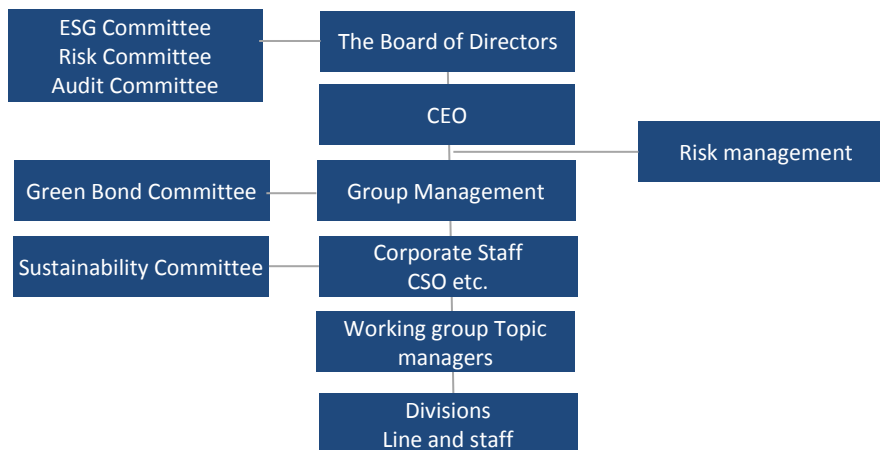 ESG Committee
Risk Committee
Audit Committee
The Board of Directors
CEO
Risk management
Green Bond Committee
Group Management
Sustainability Committee
Corporate Staff
CSO etc.
Working group Topic
managers
Divisions
Line and staff